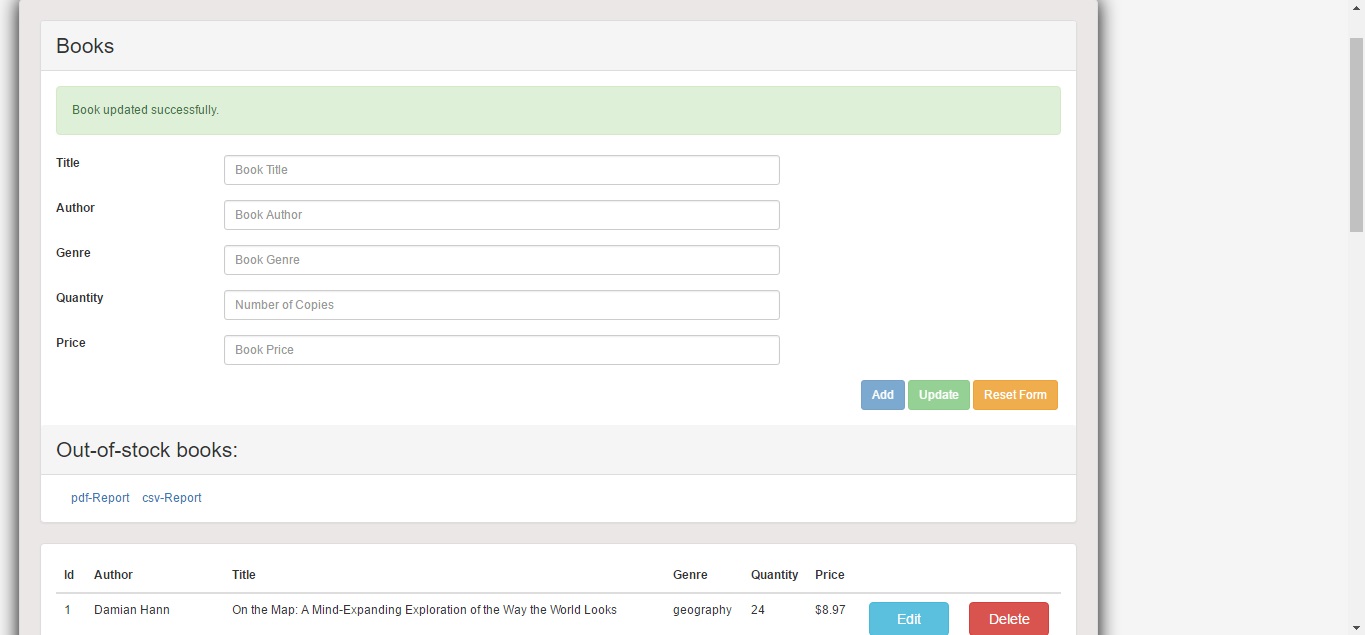 Books
Book updated successfully.
Title Book Title
Author Book Author
Genre Book Genre
Quantity Number of Copies
Price Book Price
Add Update Reset Form
Out-of-stock books:
pdf-Report csv-Report
Id Author Title Genre Quantity Price
1 Damian Hann On the Map: A Mind-Expanding Exploration of the Way the World Looks geography 24 $8.97 Edit Delete